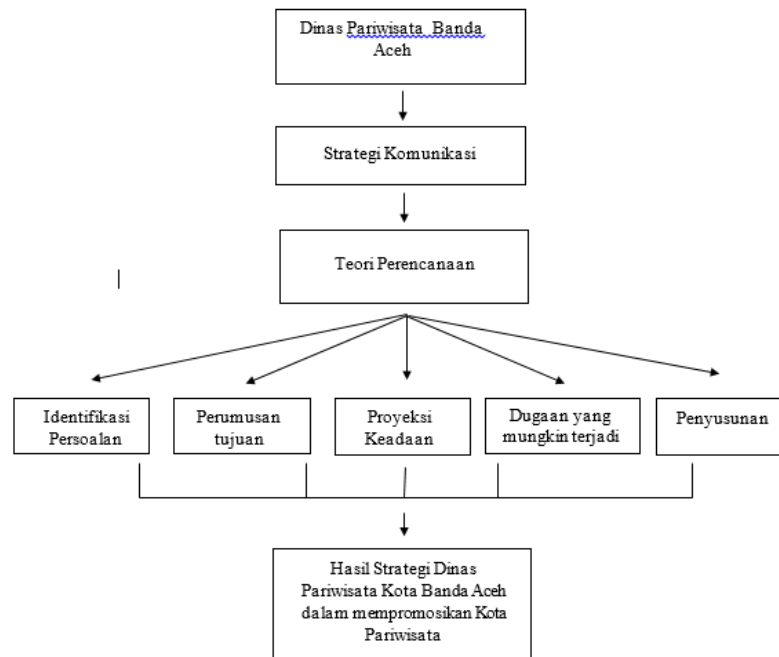 Dinas Pariwisata Banda
Aceh
Strategi Komunikasi
Teori Perencanaan
Identifikasi
Persoalan
Perumusan
tujuan
Proyeksi
Keadaan
Dugaan yang
mungkin terjadi
Penyusunan
Hasil Strategi Dinas
Pariwisata Kota Banda Aceh
dalam mempromosikan Kota
Pariwisata